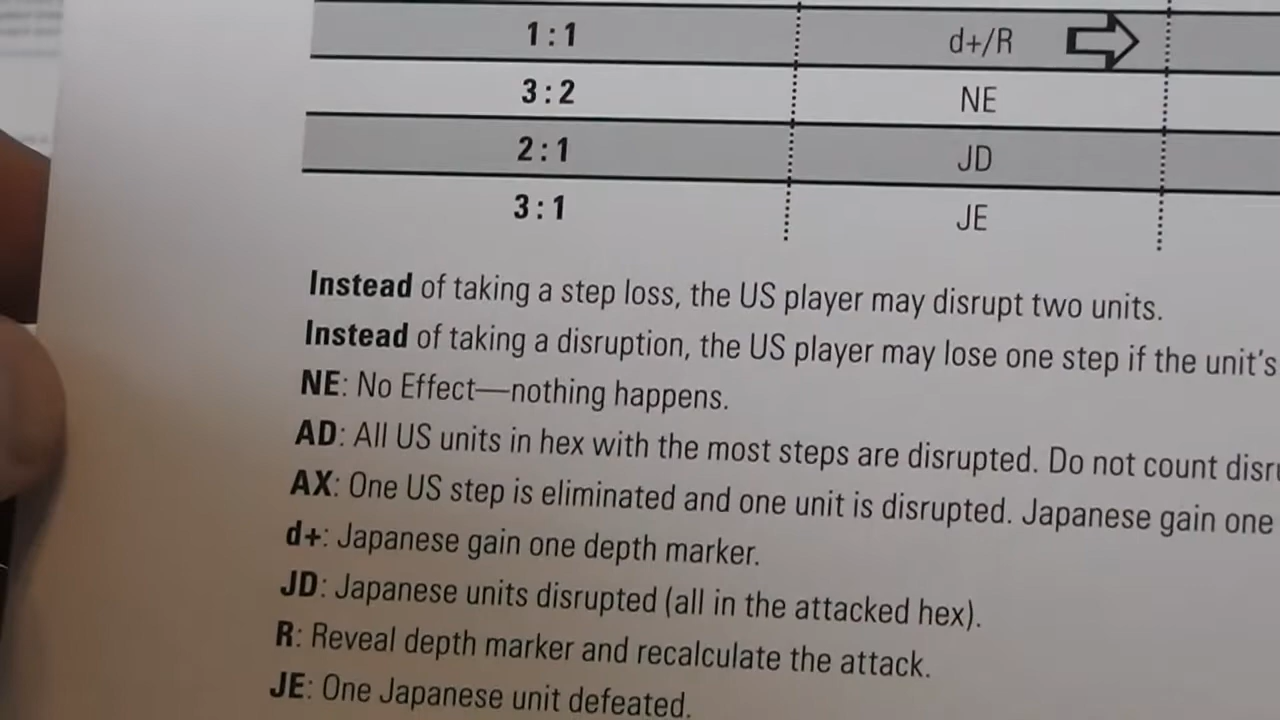 1:1 d+/R
3:2 NE
2:1 JD
3:1 JE
Instead of taking a step loss, the US player may disrupt two units.
Instead of taking a disruption, the US player may lose one step if the unit's
NE: No Effect—nothing happens.
AD: All US units in hex with the most steps are disrupted. Do not count
AX: One US step is eliminated and one unit is disrupted. Japanese gain one
d+: Japanese gain one depth marker.
JD: Japanese units disrupted (all in the attacked hex).
R: Reveal depth marker and recalculate the attack.
JE: One Japanese unit defeated.